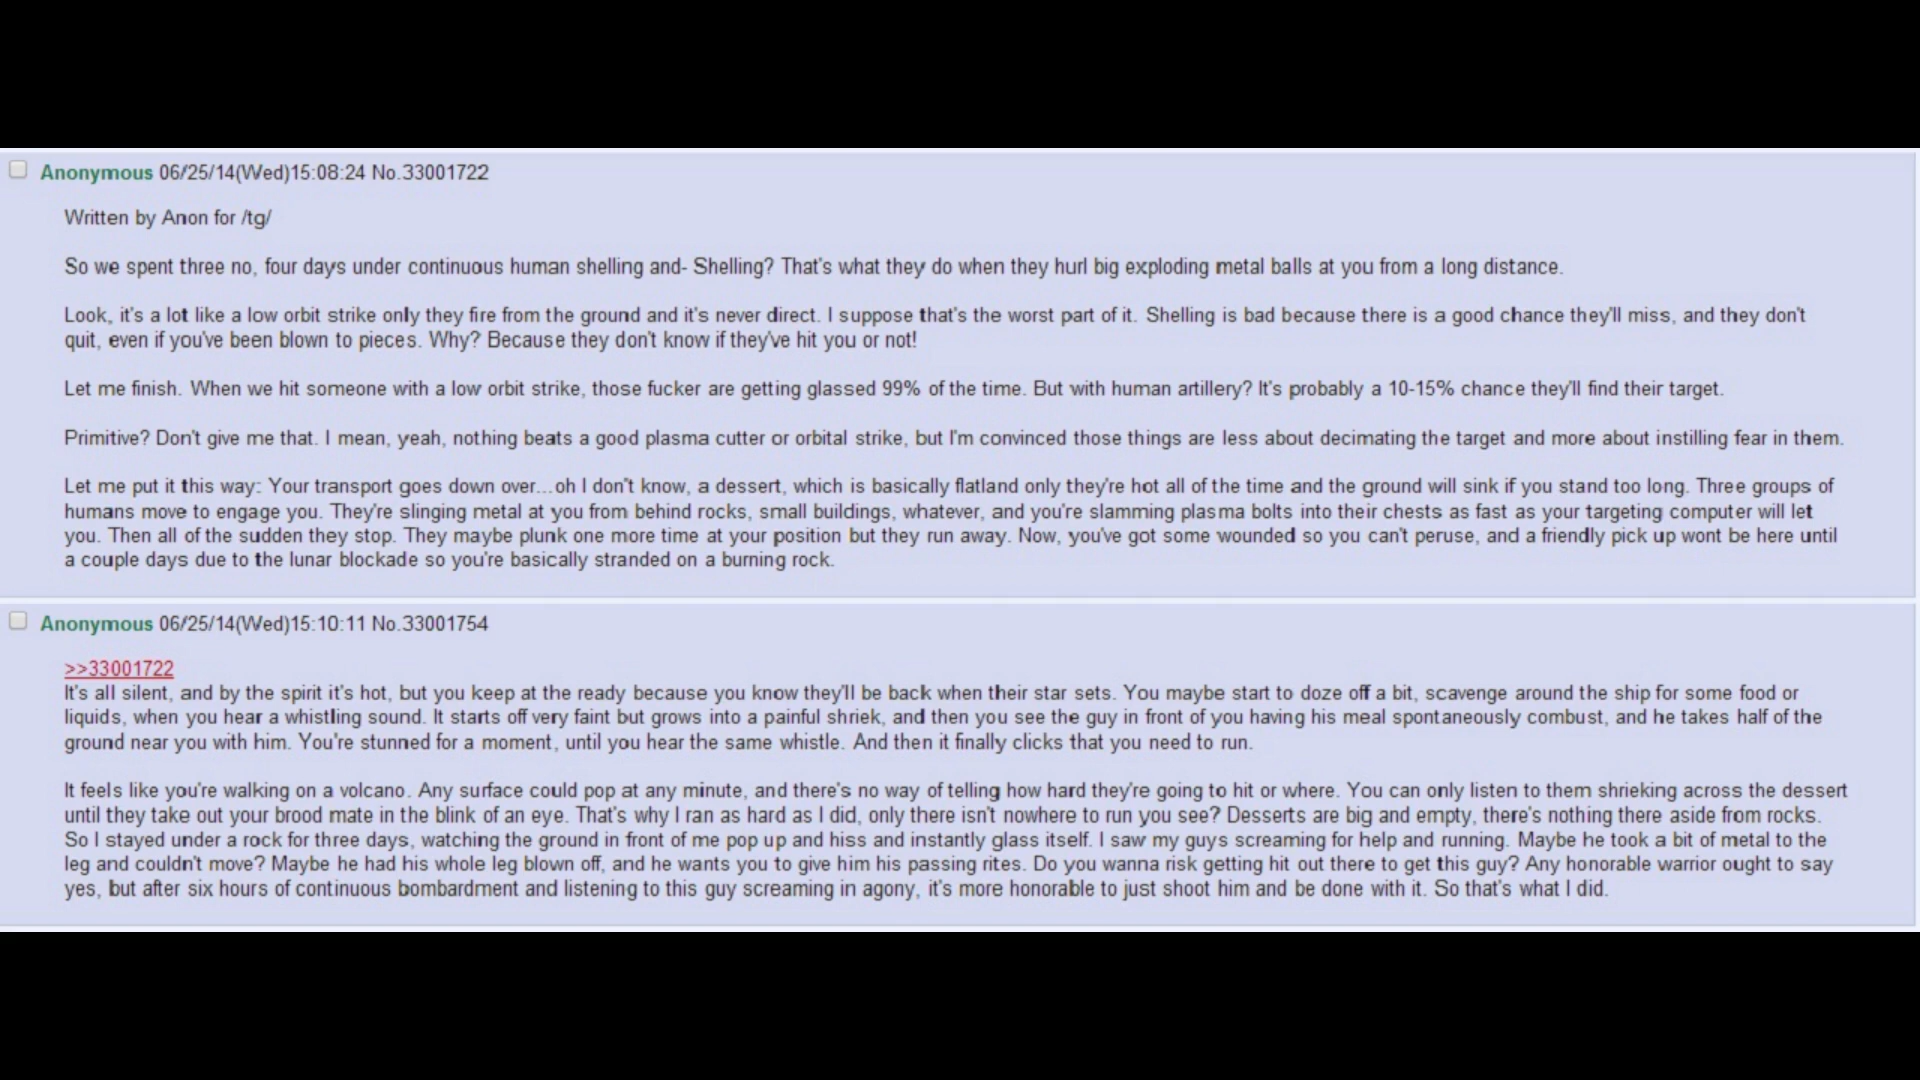 Anonymous 06/25/14(Wed)15:08:24 No.33001722
Written by Anon for /tg/
So we spent three no, four days under continuous human shelling and- Shelling? That's what they do when they hurl big exploding metal balls at you from a long distance.
Look, it's a lot like a low orbit strike only they fire from the ground and it's never direct. I suppose that's the worst part of it. Shelling is bad because there is a good chance they'll miss, and they don't
quit, even if you've been blown to pieces. Why? Because they don't know if they've hit you or not!
Let me finish. When we hit someone with a low orbit strike, those fucker are getting glassed 99% of the time. But with human artillery? It's probably a 10-15% chance they'll find their target.
Primitive? Don't give me that. I mean, yeah, nothing beats a good plasma cutter or orbital strike, but I'm convinced those things are less about decimating the target and more about instilling fear in them.
Let me put it this way: Your transport goes down over...oh I don't know, a dessert, which is basically flatland only they're hot all of the time and the ground will sink if you stand too long. Three groups of
humans move to engage you. They're slinging metal at you from behind rocks, small buildings, whatever, and you're slamming plasma bolts into their chests as fast as your targeting computer will let
you. Then all of the sudden they stop. They maybe plunk one more time at your position but they run away. Now, you've got some wounded so you can't peruse, and a friendly pick up wont be here until
a couple days due to the lunar blockade so you're basically stranded on a burning rock.
Anonymous 06/25/14(Wed)15:10:11 No.33001754
>>33001722
It's all silent, and by the spirit it's hot, but you keep at the ready because you know they'll be back when their star sets. You maybe start to doze off a bit, scavenge around the ship for some food or
liquids, when you hear a whistling sound. It starts off very faint but grows into a painful shriek, and then you see the guy in front of you having his meal spontaneously combust, and he takes half of the
ground near you with him. You're stunned for a moment, until you hear the same whistle. And then it finally clicks that you need to run.
It feels like you're walking on a volcano. Any surface could pop at any minute, and there's no way of telling how hard they're going to hit or where. You can only listen to them shrieking across the dessert
until they take out your brood mate in the blink of an eye. That's why I ran as hard as I did, only there isn't nowhere to run you see? Desserts are big and empty, there's nothing there aside from rocks.
So I stayed under a rock for three days, watching the ground in front of me pop up and hiss and instantly glass itself. I saw my guys screaming for help and running. Maybe he took a bit of metal to the
leg and couldn't move? Maybe he had his whole leg blown off, and he wants you to give him his passing rites. Do you wanna risk getting hit out there to get this guy? Any honorable warrior ought to say
yes, but after six hours of continuous bombardment and listening to this guy screaming in agony, it's more honorable to just shoot him and be done with it. So that's what I did.